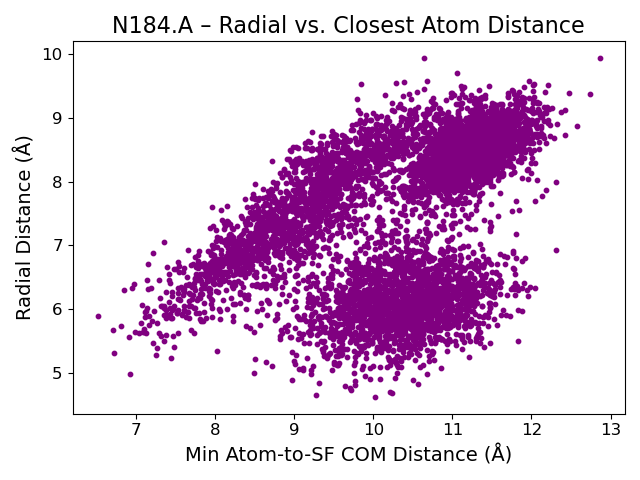 N184.A – Radial vs. Closest Atom Distance
10
9
8
7
6
5
Radial Distance (Å)
7 8 9 10 11 12 13
Min Atom-to-SF COM Distance (Å)